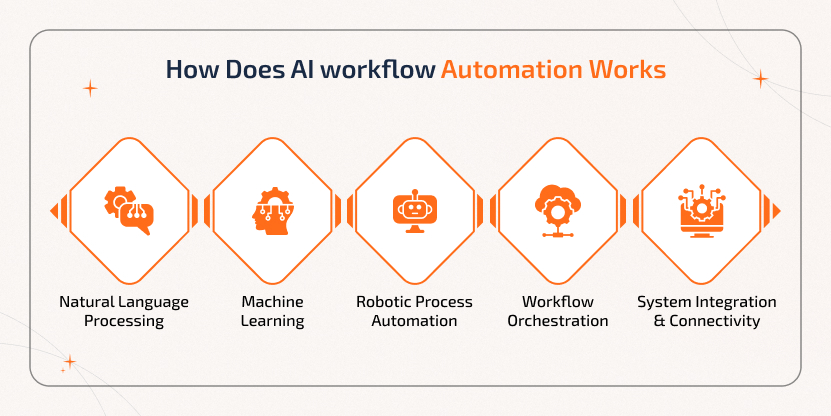 How Does AI workflow Automation Works
Natural Language
Processing
Machine
Learning
Robotic Process
Automation
Workflow
Orchestration
System Integration
& Connectivity